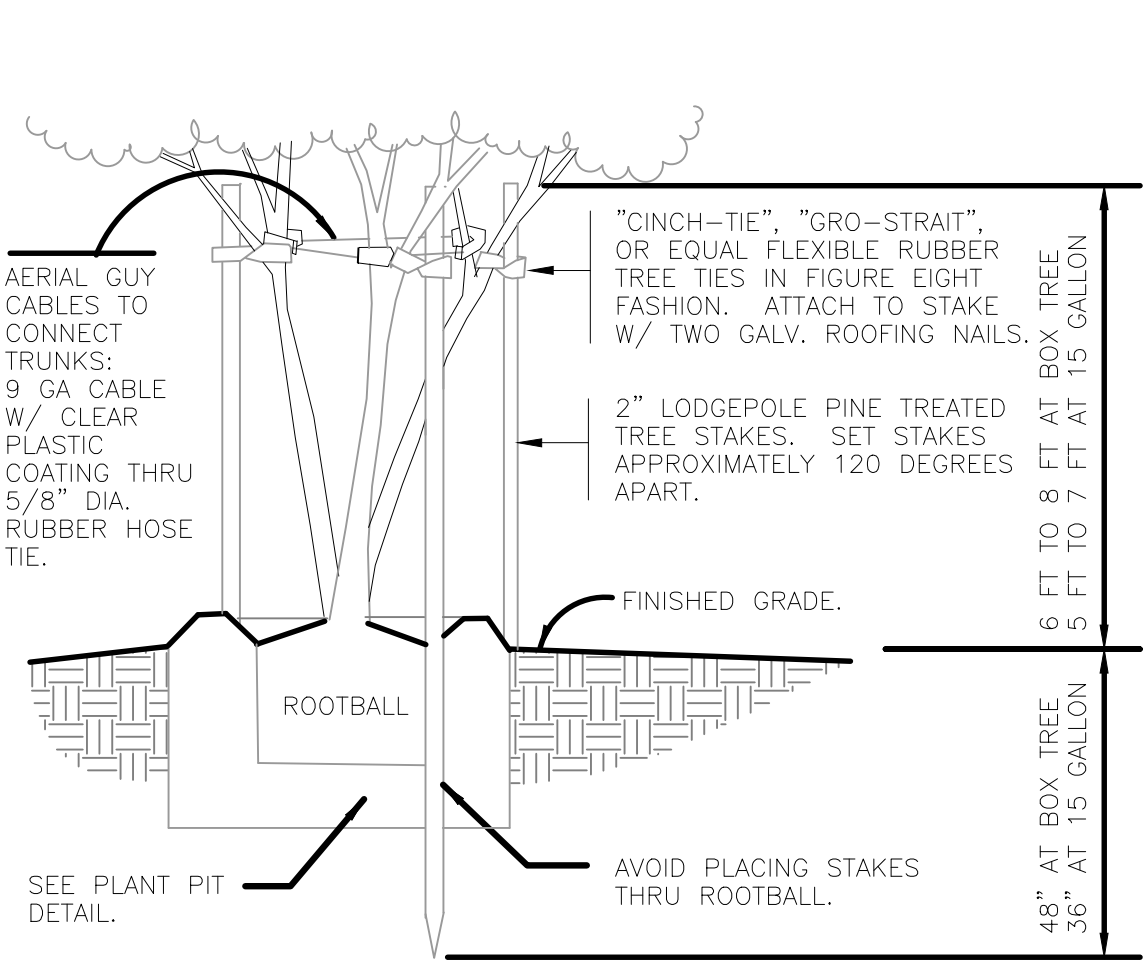 AERIAL GUY
CABLES TO
CONNECT
TRUNKS:
9 GA CABLE
W/ CLEAR
PLASTIC
COATING THRU
5/8" DIA.
RUBBER HOSE
TIE.
"CINCH-TIE", "GRO-STRAIT",
OR EQUAL FLEXIBLE RUBBER
TREE TIES IN FIGURE EIGHT
FASHION. ATTACH TO STAKE
W/ TWO GALV. ROOFING NAILS.
2" LODGEPOLE PINE TREATED
TREE STAKES. SET STAKES
APPROXIMATELY 120 DEGREES
APART.
6 FT TO 8 FT AT BOX TREE
5 FT TO 7 FT AT 15 GALLON
FINISHED GRADE.
ROOTBALL
48" AT BOX TREE
36" AT 15 GALLON
SEE PLANT PIT
DETAIL.
AVOID PLACING STAKES
THRU ROOTBALL.